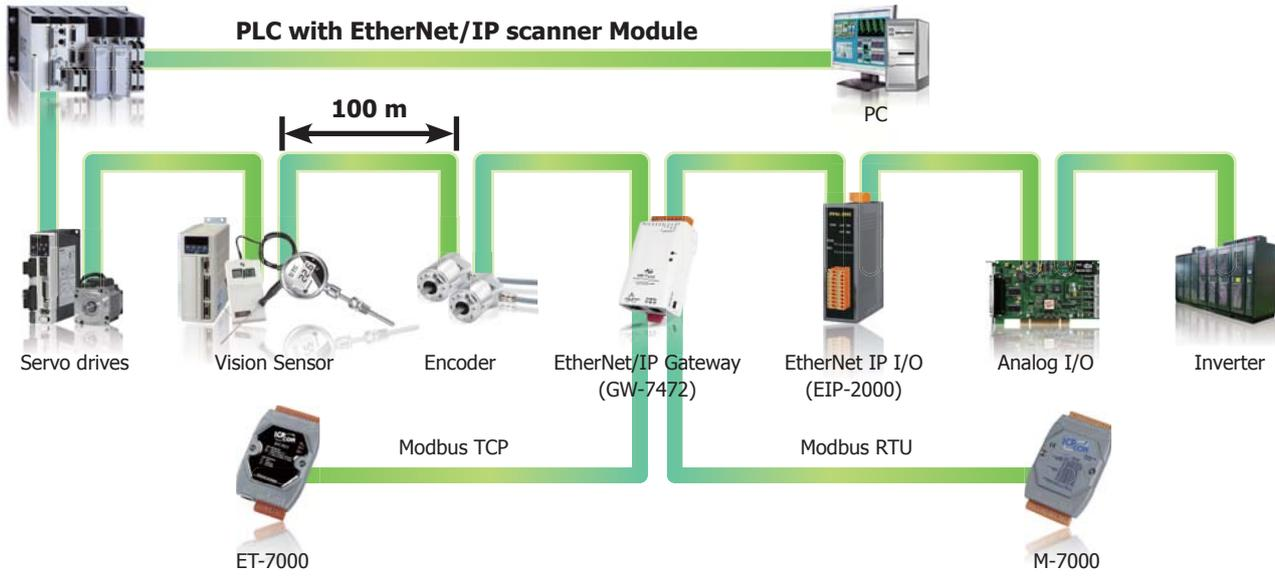 PLC with EtherNet/IP scanner Module
PC
100 m
Servo drives
Vision Sensor
Encoder
EtherNet/IP Gateway
(GW-7472)
EtherNet IP I/O
(EIP-2000)
Analog I/O
Inverter
Modbus TCP
Modbus RTU
ET-7000
M-7000